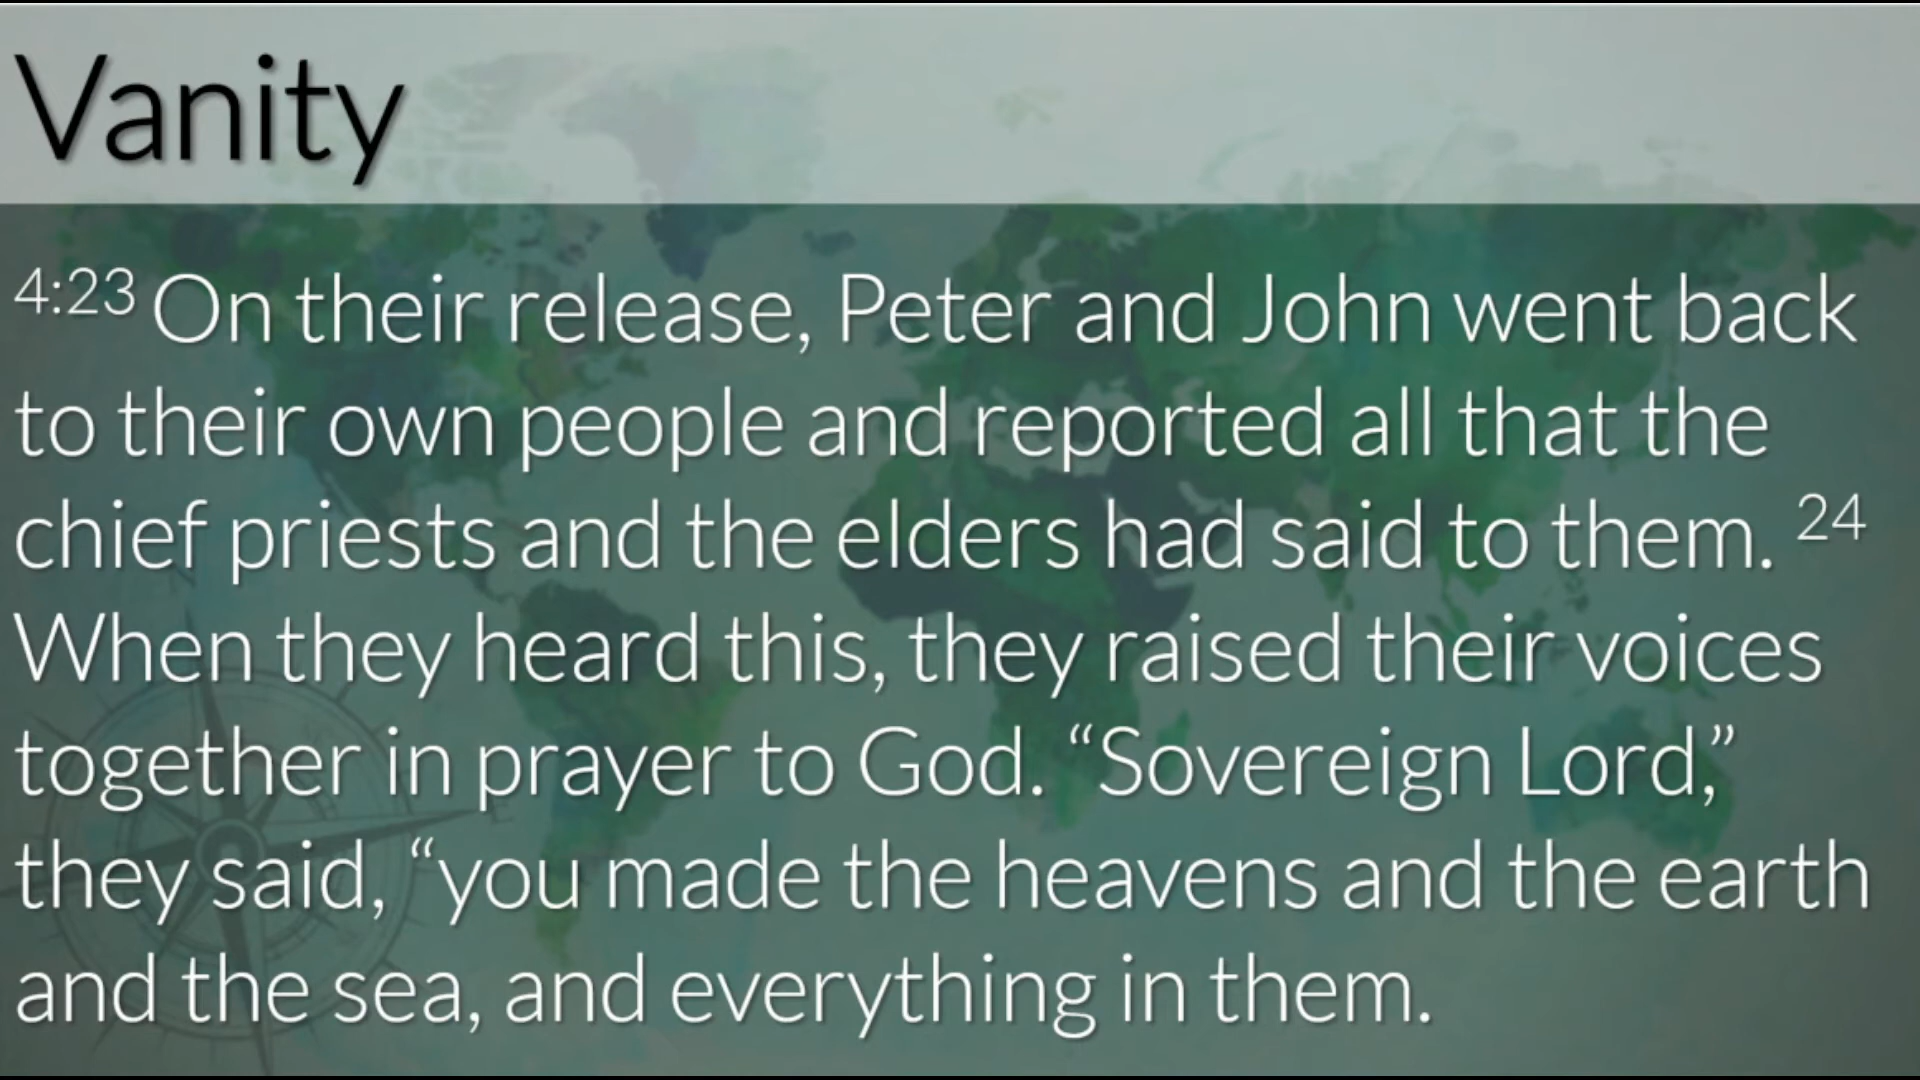 Vanity
4:23 On their release, Peter and John went back
to their own people and reported all that the
chief priests and the elders had said to them. 24
When they heard this, they raised their voices
together in prayer to God. “Sovereign Lord,”
they said, “you made the heavens and the earth
and the sea, and everything in them.